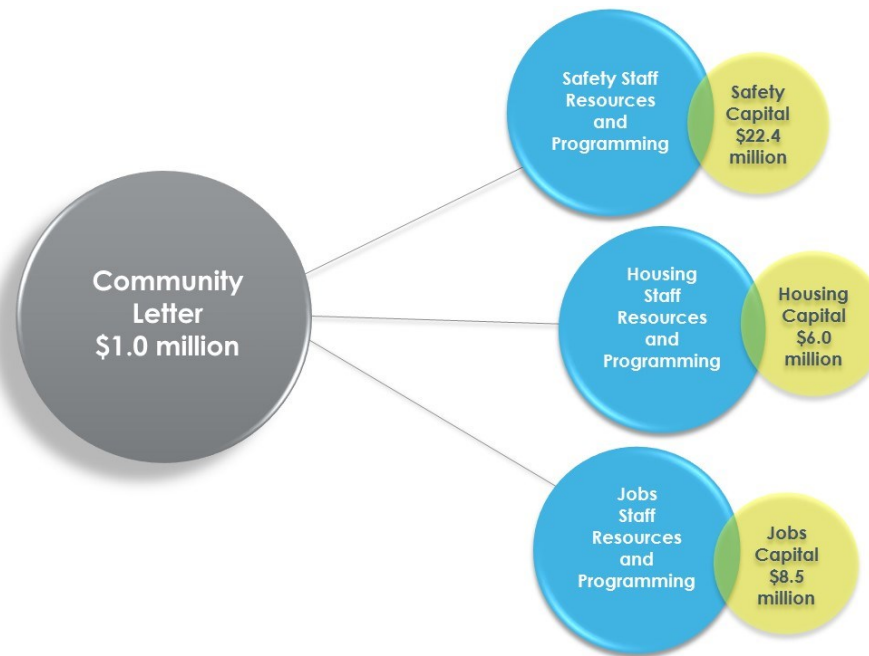 Community
Letter
$1.0 million
Safety Staff
Resources
and
Programming
Safety
Capital
$22.4
million
Housing
Staff
Resources
and
Programming
Housing
Capital
$6.0
million
Jobs
Staff
Resources
and
Programming
Jobs
Capital
$8.5
million